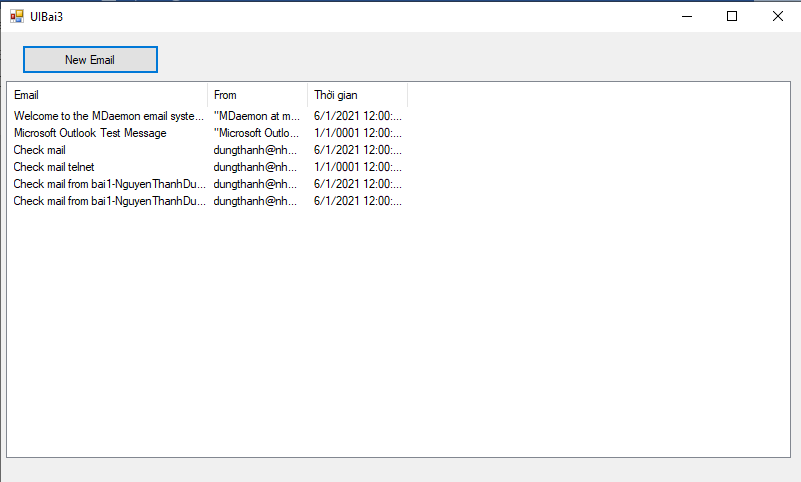 UIBai3
New Email
Email From Thời gian
Welcome to the MDaemon email syste... "MDaemon at m... 6/1/2021 12:00:...
Microsoft Outlook Test Message "Microsoft Outlo... 1/1/0001 12:00:...
Check mail dungthanh@nh... 6/1/2021 12:00:...
Check mail telnet dungthanh@nh... 1/1/0001 12:00:...
Check mail from bai1-NguyenThanhDu... dungthanh@nh... 6/1/2021 12:00:...
Check mail from bai1-NguyenThanhDu... dungthanh@nh... 6/1/2021 12:00:...